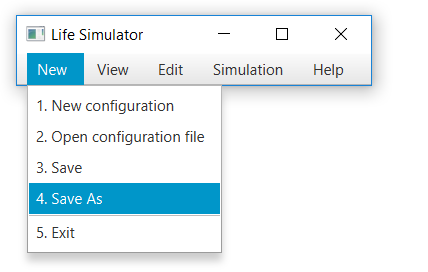 Life Simulator
New View Edit Simulation Help
1. New configuration
2. Open configuration file
3. Save
4. Save As
5. Exit